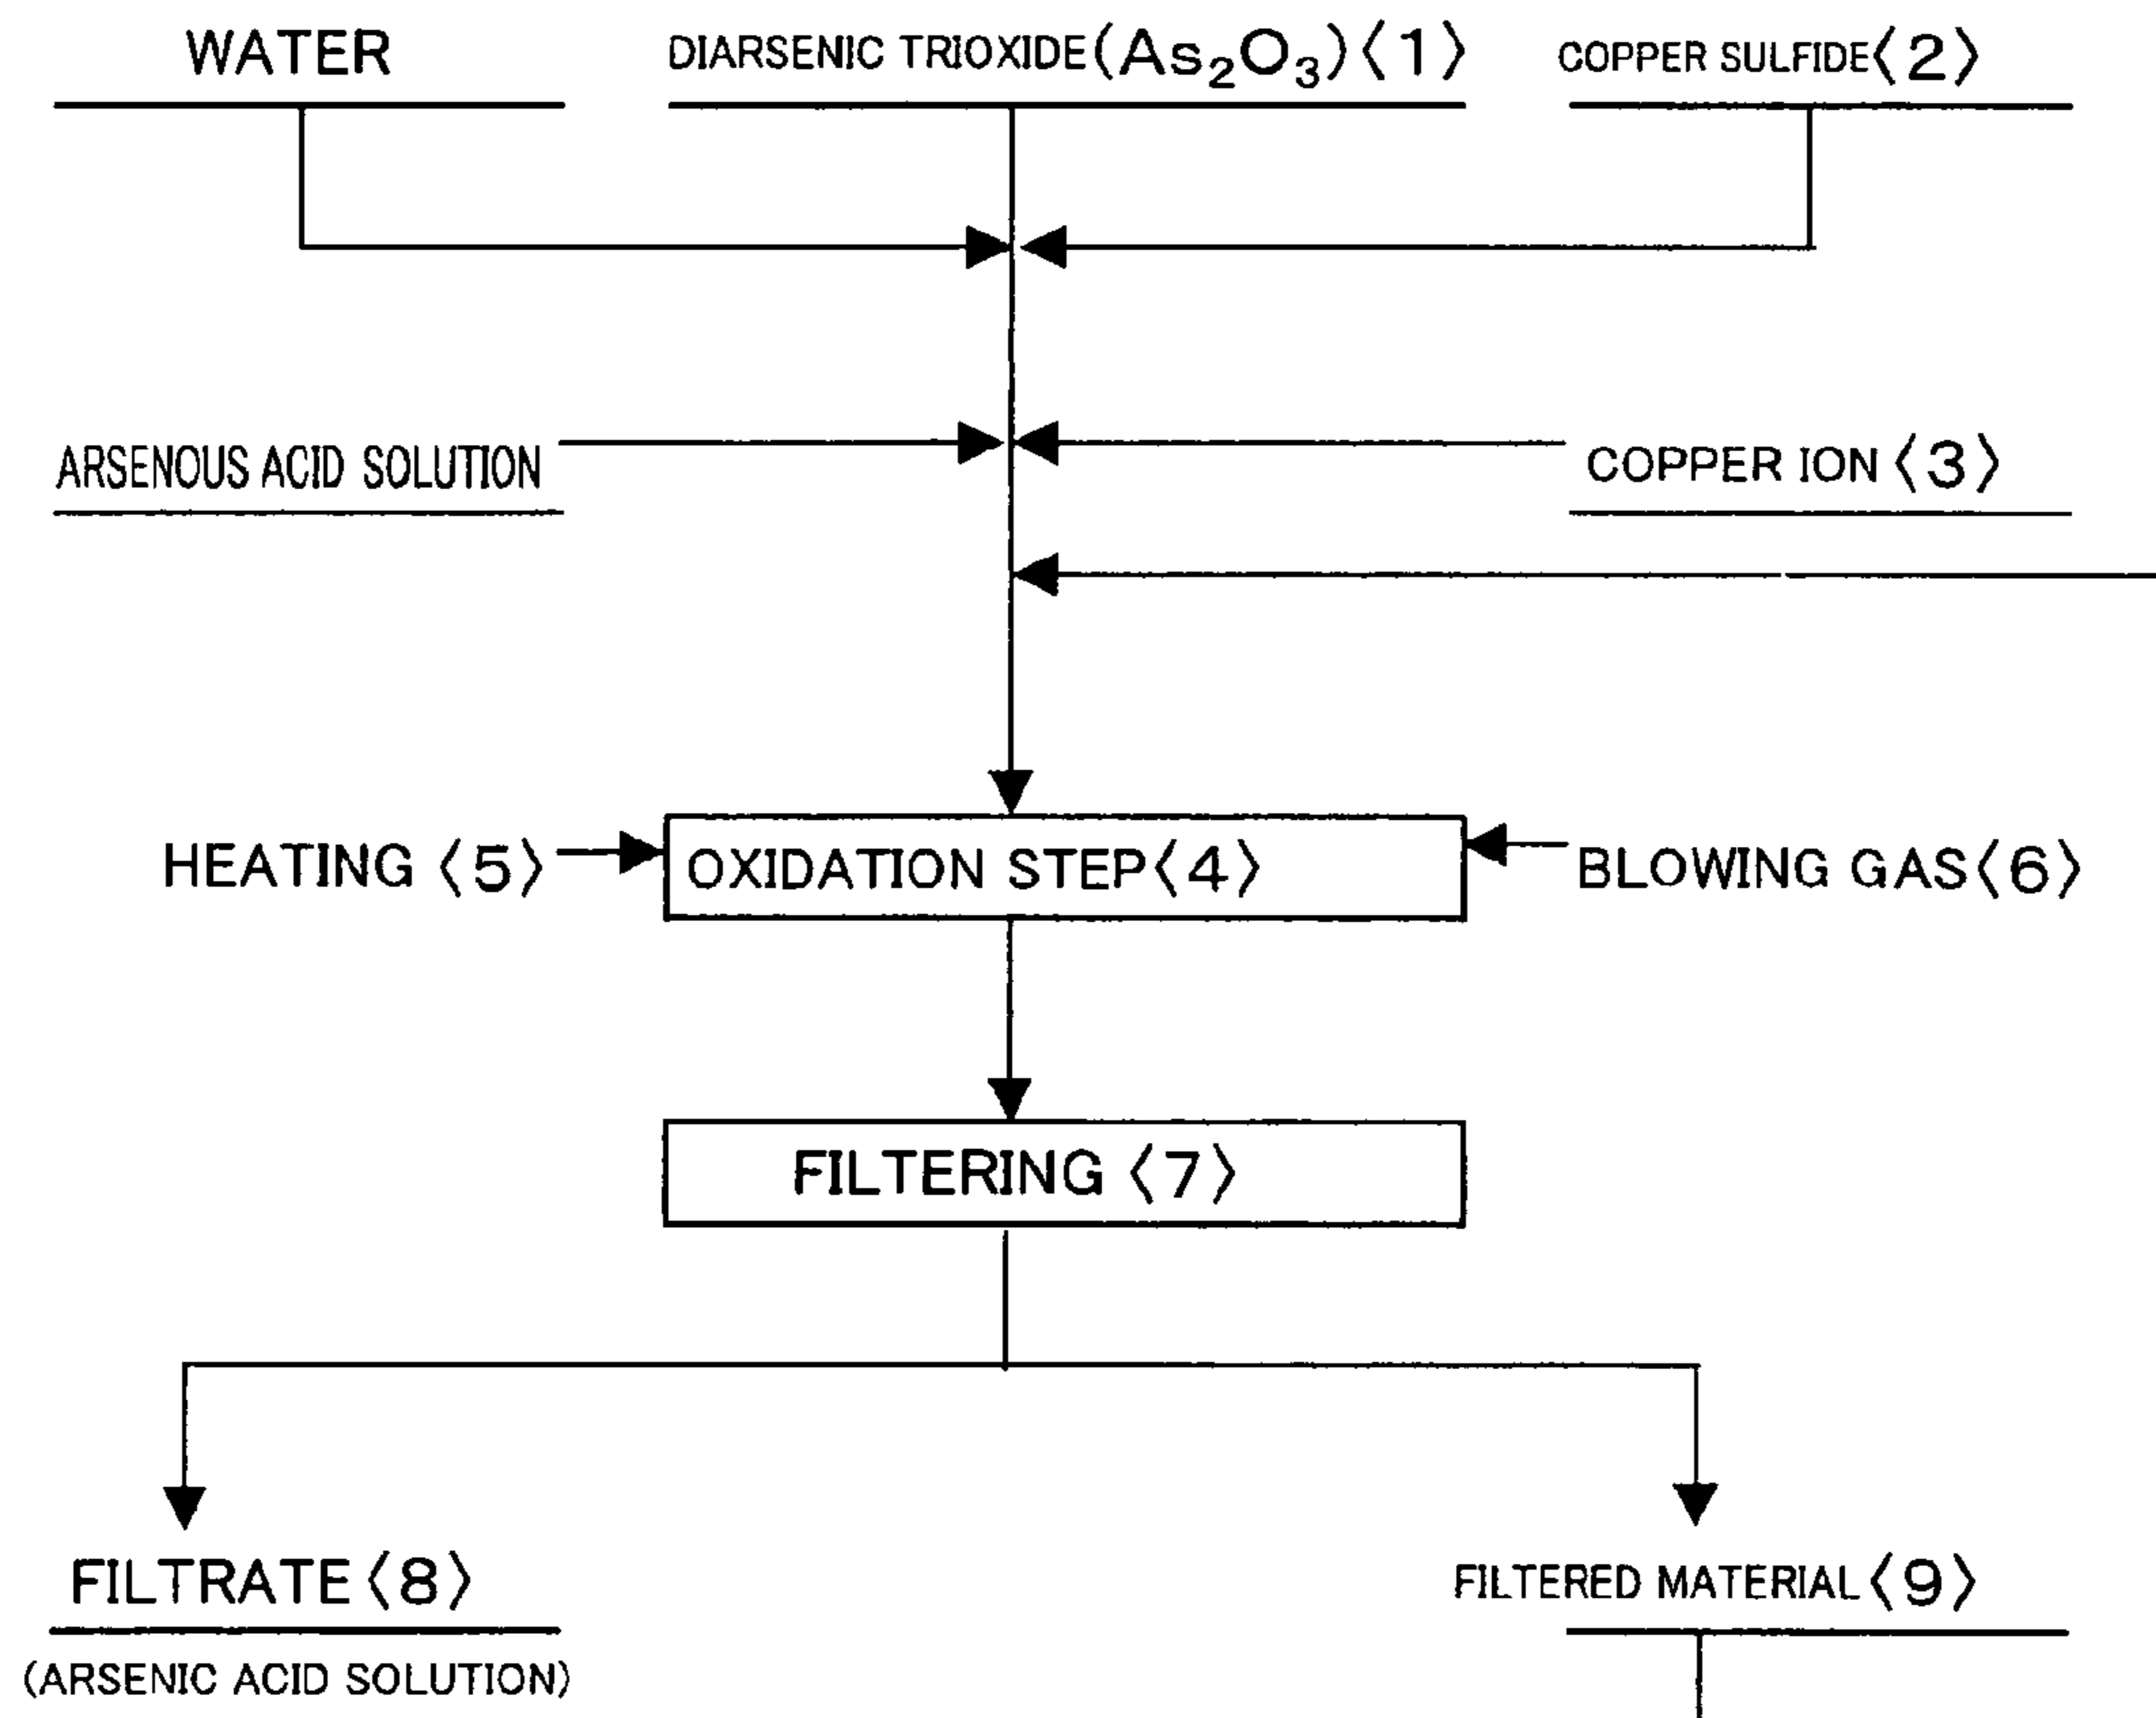 WATER
DIARSENIC TRIOXIDE(As₂O₃)〈1〉
COPPER SULFIDE〈2〉
ARSENOUS ACID SOLUTION
COPPER ION〈3〉
HEATING〈5〉
OXIDATION STEP〈4〉
BLOWING GAS〈6〉
FILTERING〈7〉
FILTRATE〈8〉
FILTERED MATERIAL〈9〉
(ARSENIC ACID SOLUTION)